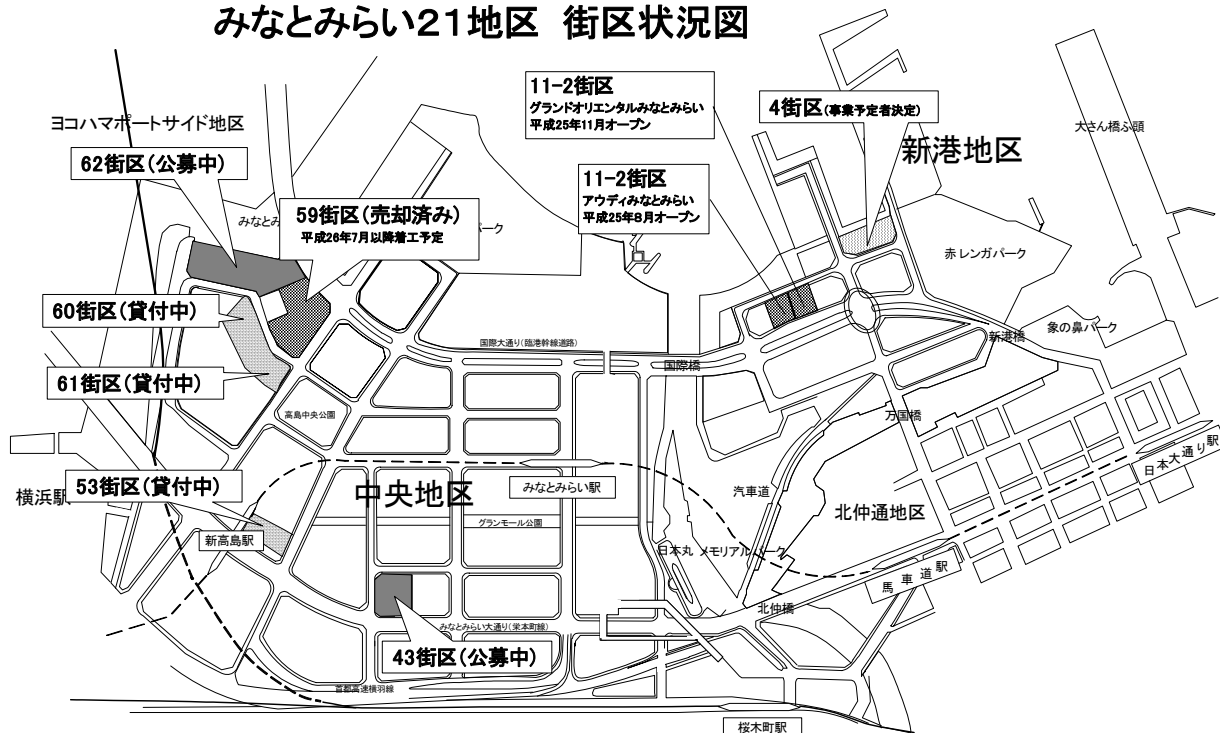 みなとみらい21地区 街区状況図
11-2街区
グランドオリエンタルみなとみらい
平成25年11月オープン
4街区(事業予定者決定)
ヨコハマポートサイド地区
大さん橋ふ頭
新港地区
62街区(公募中)
11-2街区
アウディみなとみらい
平成25年8月オープン
59街区(売却済み)
平成26年7月以降着工予定
みなとみ
ーク
赤レンガパーク
60街区(貸付中)
象の鼻パーク
新港橋
国際大通り(臨港幹線道路)
国際橋
61街区(貸付中)
高島中央公園
万国橋
日本大通り駅
53街区(貸付中)
横浜駅
中央地区
みなとみらい駅
汽車道
北仲通地区
グランモール公園
新高島駅
日本丸 メモリアルパーク
馬車道駅
北仲橋
みなとみらい大通り(栄本町線)
43街区(公募中)
首都高速横羽線
桜木町駅